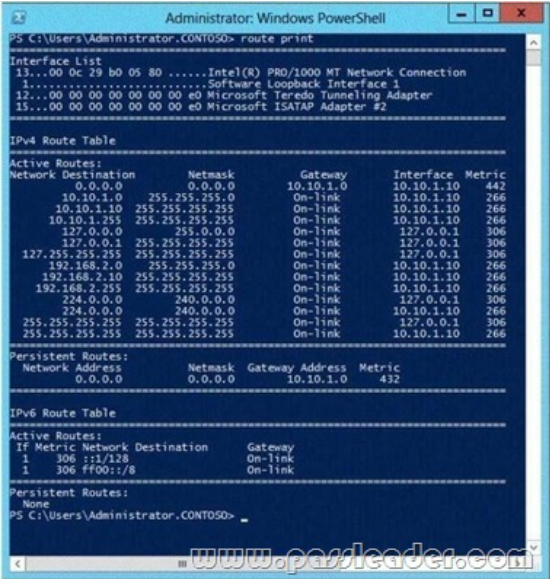 Administrator: Windows PowerShell
PS C:\Users\Administrator.CONTOSO> route print
Interface List
13...00 0c 29 b0 05 80 ......Intel(R) PRO/1000 MT Network Connection
1...........................Software Loopback Interface 1
12...00 00 00 00 00 00 00 e0 Microsoft Teredo Tunneling Adapter
15...00 00 00 00 00 00 00 e0 Microsoft ISATAP Adapter #2
IPv4 Route Table
Active Routes:
Network Destination Netmask Gateway Interface Metric
0.0.0.0 0.0.0.0 10.10.1.0 10.10.1.10 442
10.10.1.0 255.255.255.0 On-link 10.10.1.10 266
10.10.1.10 255.255.255.255 On-link 10.10.1.10 266
10.10.1.255 255.255.255.255 On-link 10.10.1.10 266
127.0.0.0 255.0.0.0 On-link 127.0.0.1 306
127.0.0.1 255.255.255.255 On-link 127.0.0.1 306
127.255.255.255 255.255.255.255 On-link 127.0.0.1 306
192.168.2.0 255.255.255.0 On-link 10.10.1.10 266
192.168.2.10 255.255.255.255 On-link 10.10.1.10 266
192.168.2.255 255.255.255.255 On-link 10.10.1.10 266
224.0.0.0 240.0.0.0 On-link 127.0.0.1 306
224.0.0.0 240.0.0.0 On-link 10.10.1.10 266
255.255.255.255 255.255.255.255 On-link 127.0.0.1 306
255.255.255.255 255.255.255.255 On-link 10.10.1.10 266
Persistent Routes:
Network Address Netmask Gateway Address Metric
0.0.0.0 0.0.0.0 10.10.1.0 432
IPv6 Route Table
Active Routes:
If Metric Network Destination Gateway
1 306 ::1/128 On-link
1 306 ff00::/8 On-link
Persistent Routes:
None
PS C:\Users\Administrator.CONTOSO> _
www.passleader.com